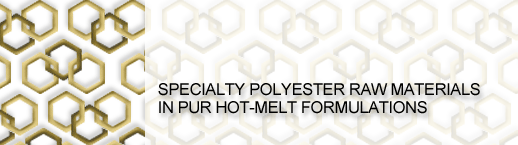 SPECIALTY POLYESTER RAW MATERIALS
IN PUR HOT-MELT FORMULATIONS